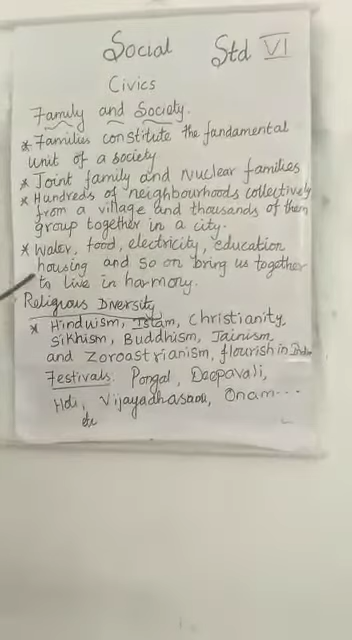 Social Std VI
Civics
Family and Society.
* Families constitute the fundamental
unit of a society
* Joint family and Nuclear families
* Hundreds of neighbourhoods collectively
from a village and thousands of them
group together in a city.
* Water, food, electricity, education
housing and so on bring us together
to live in harmony.
Religious Diversity
* Hinduism, Islam, Christianity,
Sikhism, Buddhism, Jainism
and Zoroastrianism, flourish in India
Festivals: Pongal, Deepavali,
Holi, Vijayadhasami, Onam...
etc